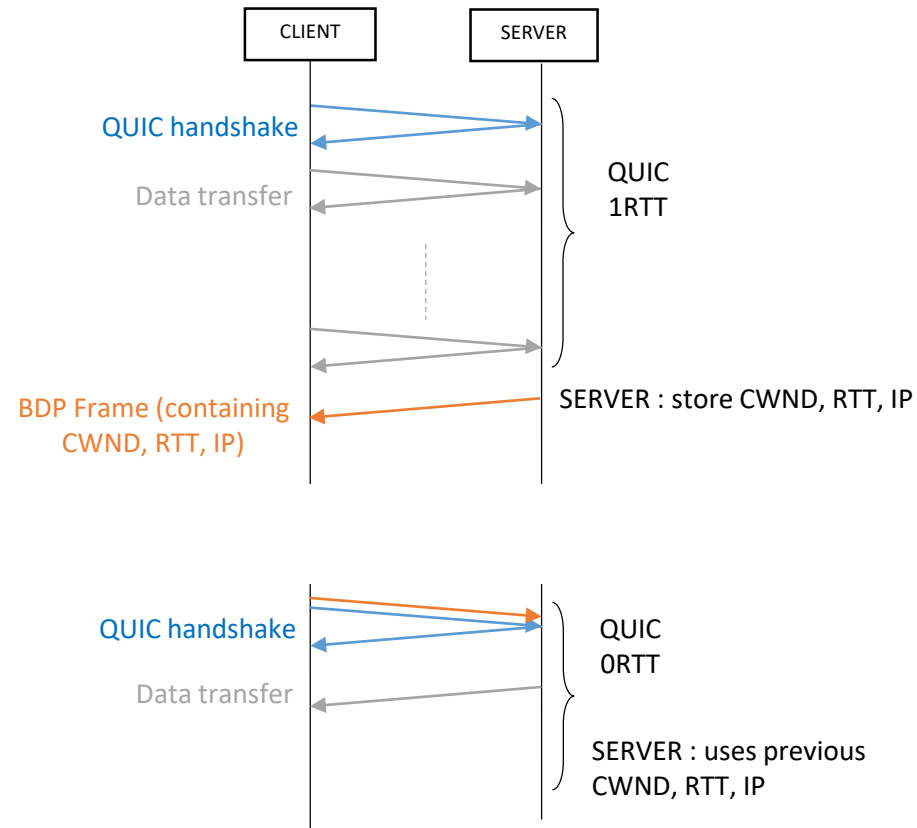 CLIENT
SERVER
QUIC handshake
Data transfer
QUIC
1RTT
BDP Frame (containing
CWND, RTT, IP)
SERVER : store CWND, RTT, IP
QUIC handshake
Data transfer
QUIC
0RTT
SERVER : uses previous
CWND, RTT, IP